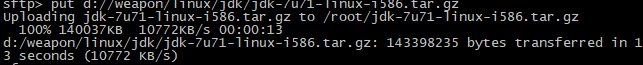 sftp> put d://weapon/linux/jdk/jdk-7u71-linux-i586.tar.gz
Uploading jdk-7u71-linux-i586.tar.gz to /root/jdk-7u71-linux-i586.tar.gz
100% 140037KB 10772KB/s 00:00:13
d:/weapon/linux/jdk/jdk-7u71-linux-i586.tar.gz: 143398235 bytes transferred in 1
3 seconds (10772 KB/s)